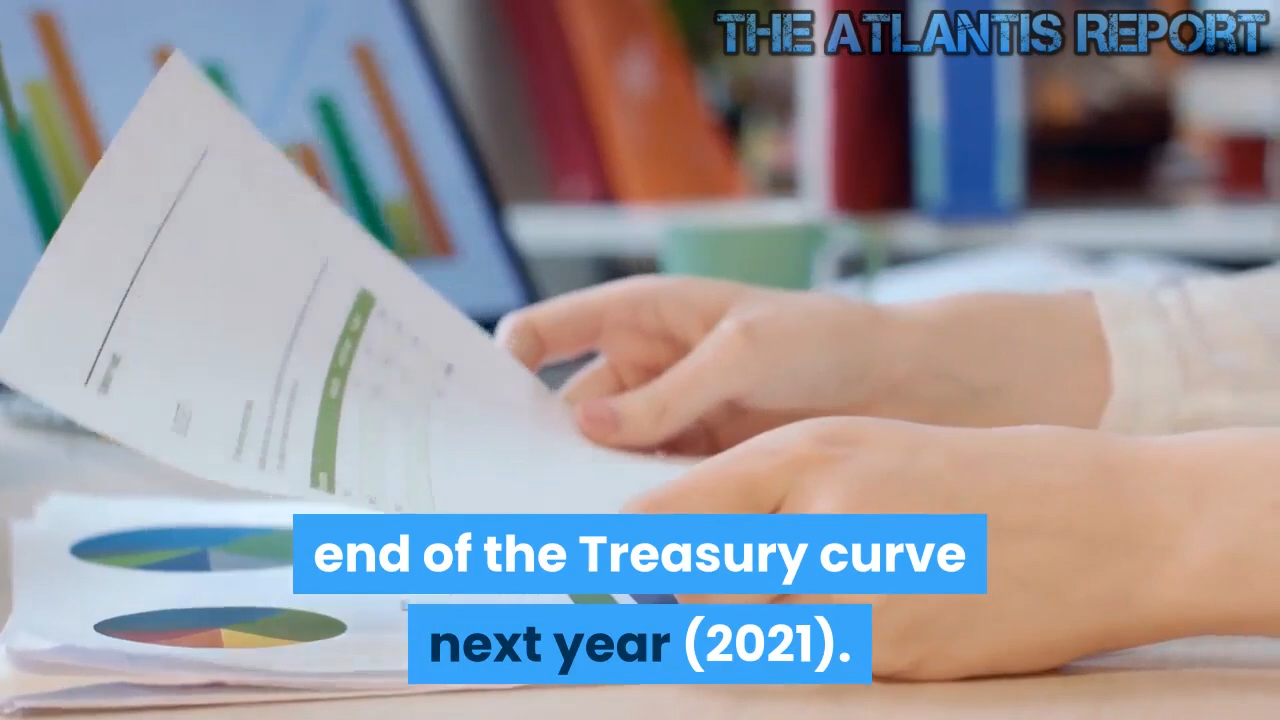 THE ATLANTIS REPORT
end of the Treasury curve
next year (2021).